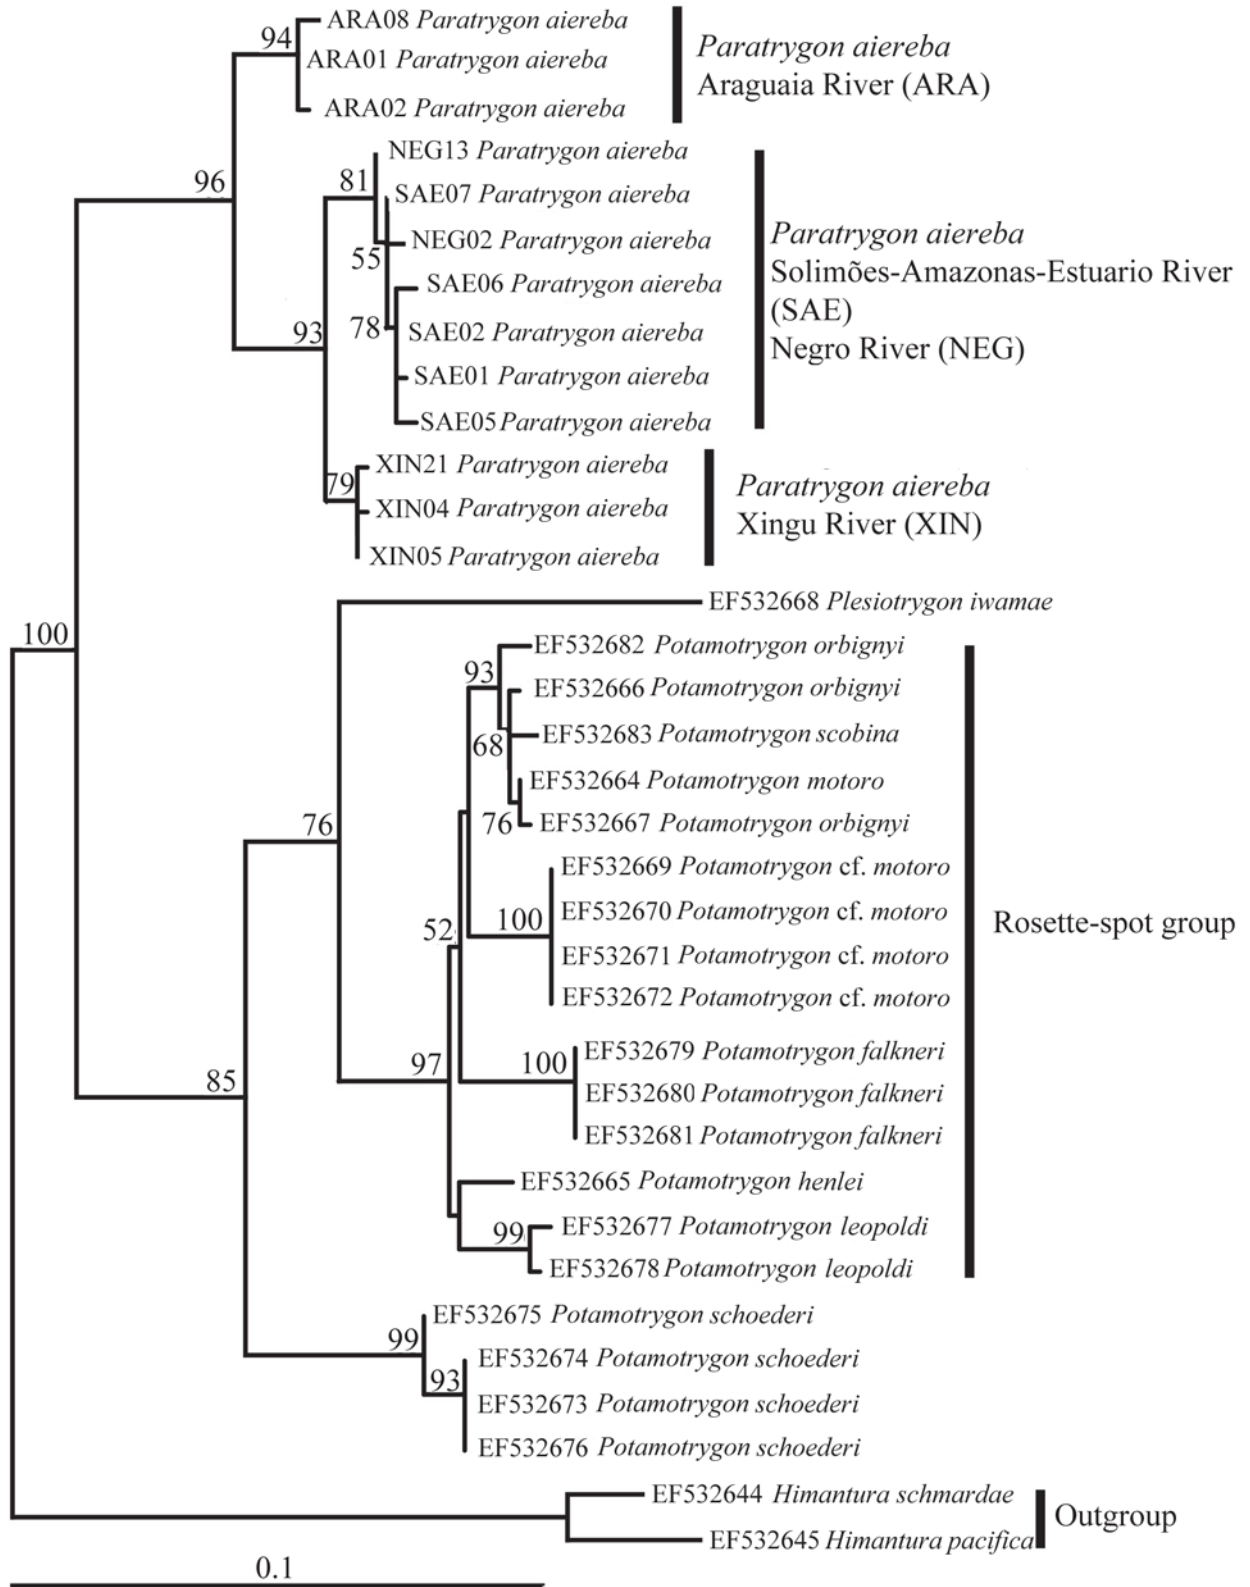 ARA08 Paratrygon aiereba
94
ARA01 Paratrygon aiereba
ARA02 Paratrygon aiereba
Paratrygon aiereba
Araguaia River (ARA)
96
NEG13 Paratrygon aiereba
81
SAE07 Paratrygon aiereba
NEG02 Paratrygon aiereba
55
SAE06 Paratrygon aiereba
78
SAE02 Paratrygon aiereba
SAE01 Paratrygon aiereba
SAE05 Paratrygon aiereba
Paratrygon aiereba
Solimões-Amazonas-Estuario River
(SAE)
Negro River (NEG)
93
XIN21 Paratrygon aiereba
79
XIN04 Paratrygon aiereba
XIN05 Paratrygon aiereba
Paratrygon aiereba
Xingu River (XIN)
100
EF532668 Plesiotrygon iwamae
EF532682 Potamotrygon orbignyi
93
EF532666 Potamotrygon orbignyi
EF532683 Potamotrygon scobina
68
EF532664 Potamotrygon motoro
76
EF532667 Potamotrygon orbignyi
76
EF532669 Potamotrygon cf. motoro
EF532670 Potamotrygon cf. motoro
100
EF532671 Potamotrygon cf. motoro
EF532672 Potamotrygon cf. motoro
52
Rosette-spot group
EF532679 Potamotrygon falkneri
100
97
EF532680 Potamotrygon falkneri
EF532681 Potamotrygon falkneri
85
EF532665 Potamotrygon henlei
EF532677 Potamotrygon leopoldi
99
EF532678 Potamotrygon leopoldi
EF532675 Potamotrygon schoederi
99
EF532674 Potamotrygon schoederi
93
EF532673 Potamotrygon schoederi
EF532676 Potamotrygon schoederi
EF532644 Himantura schmardae
EF532645 Himantura pacifica
Outgroup
0.1